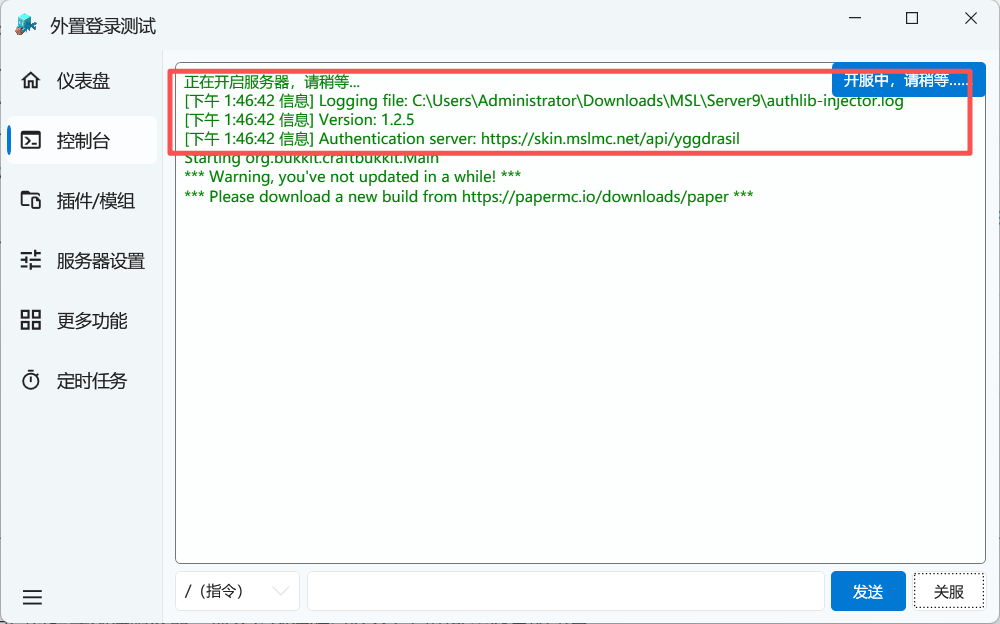 外置登录测试
仪表盘
控制台
插件/模组
服务器设置
更多功能
定时任务
正在开启服务器，请稍等...
开服中，请稍等.....
[下午 1:46:42 信息] Logging file: C:\Users\Administrator\Downloads\MSL\Server9\authlib-injector.log
[下午 1:46:42 信息] Version: 1.2.5
[下午 1:46:42 信息] Authentication server: https://skin.mslmc.net/api/yggdrasil
Starting org.bukkit.craftbukkit.Main
*** Warning, you've not updated in a while! ***
*** Please download a new build from https://papermc.io/downloads/paper ***
/（指令）
发送
关服